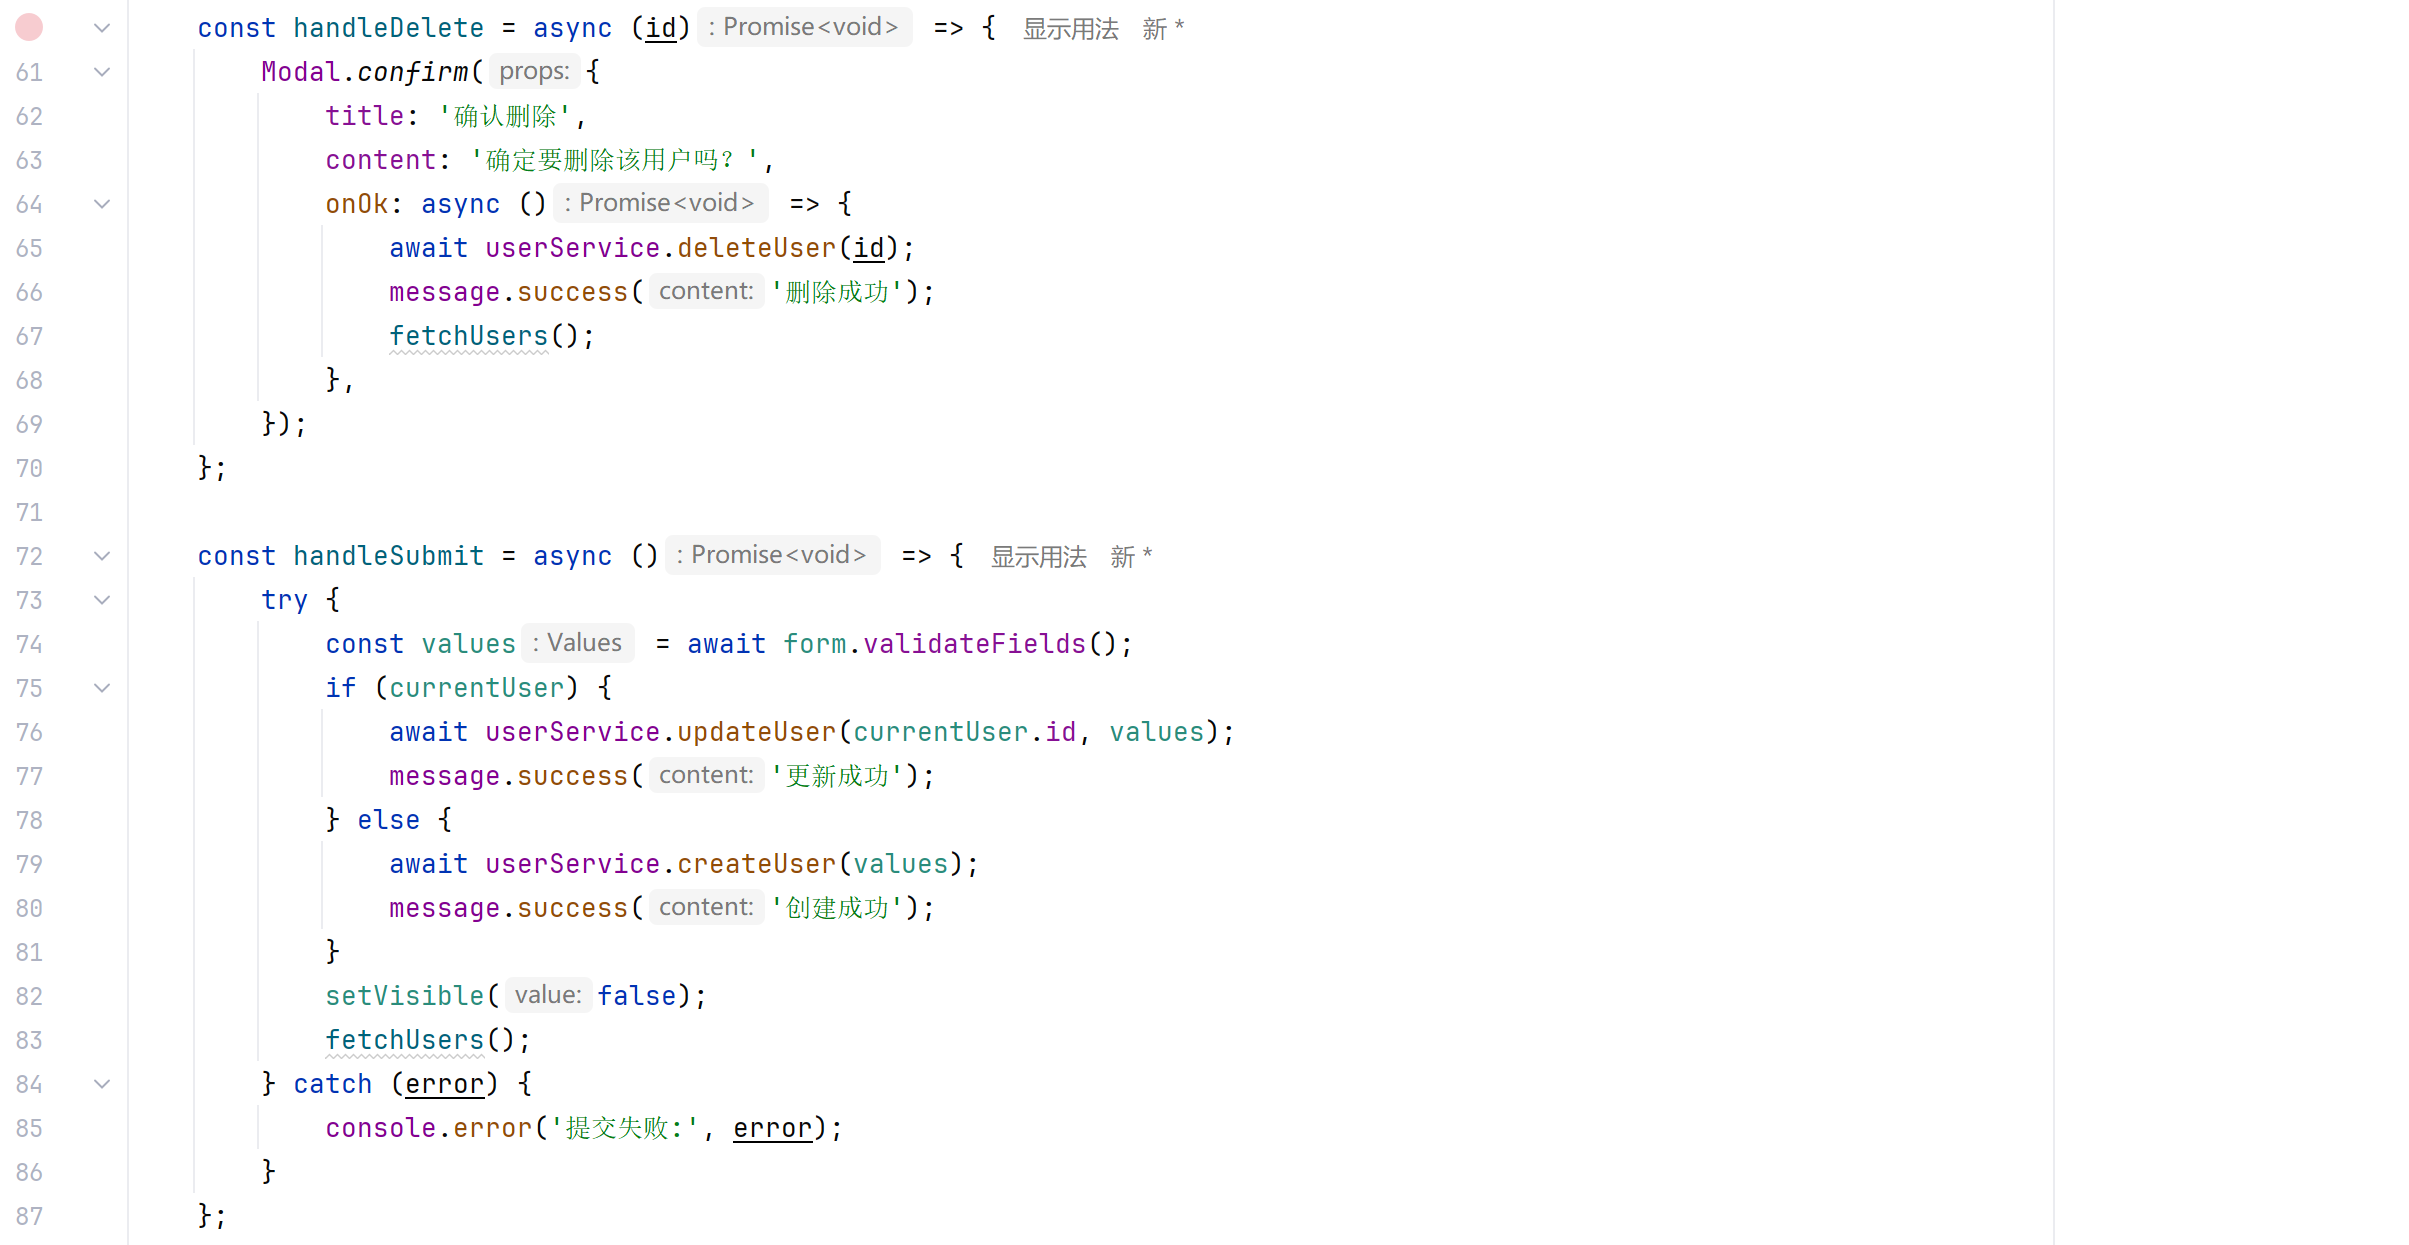 const handleDelete = async (id) : Promise<void> => { 显示用法 新 *
61 Modal.confirm( props: {
62 title: '确认删除',
63 content: '确定要删除该用户吗？',
64 onOk: async () : Promise<void> => {
65 await userService.deleteUser(id);
66 message.success( content: '删除成功');
67 fetchUsers();
68 },
69 });
70 };
71
72 const handleSubmit = async () : Promise<void> => { 显示用法 新 *
73 try {
74 const values : Values = await form.validateFields();
75 if (currentUser) {
76 await userService.updateUser(currentUser.id, values);
77 message.success( content: '更新成功');
78 } else {
79 await userService.createUser(values);
80 message.success( content: '创建成功');
81 }
82 setVisible( value: false);
83 fetchUsers();
84 } catch (error) {
85 console.error('提交失败:', error);
86 }
87 };